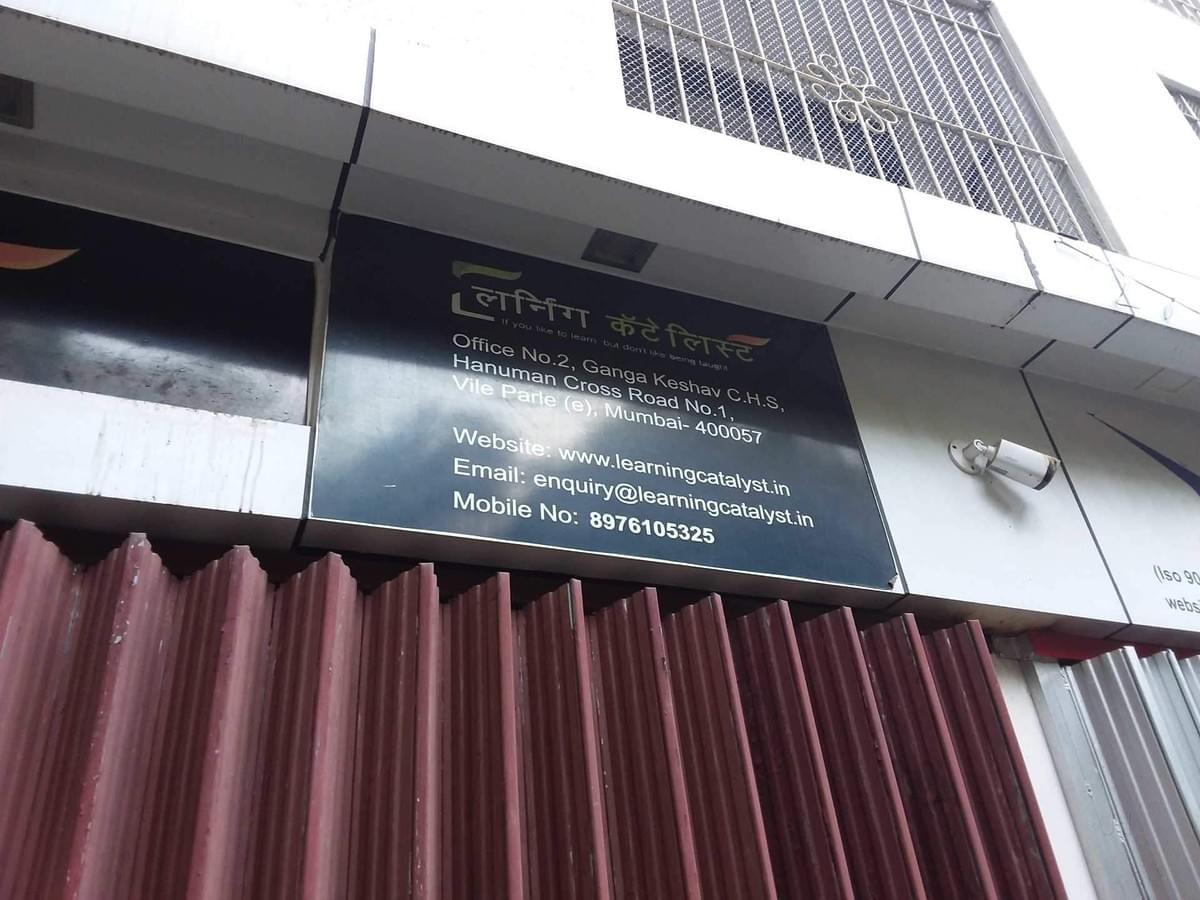 लर्निंग कॅटेलिस्ट
If you like to learn but don't like being taught
Office No.2, Ganga Keshav C.H.S,
Hanuman Cross Road No.1,
Vile Parle (e), Mumbai- 400057
Website: www.learningcatalyst.in
Email: enquiry@learningcatalyst.in
Mobile No: 8976105325
(Iso